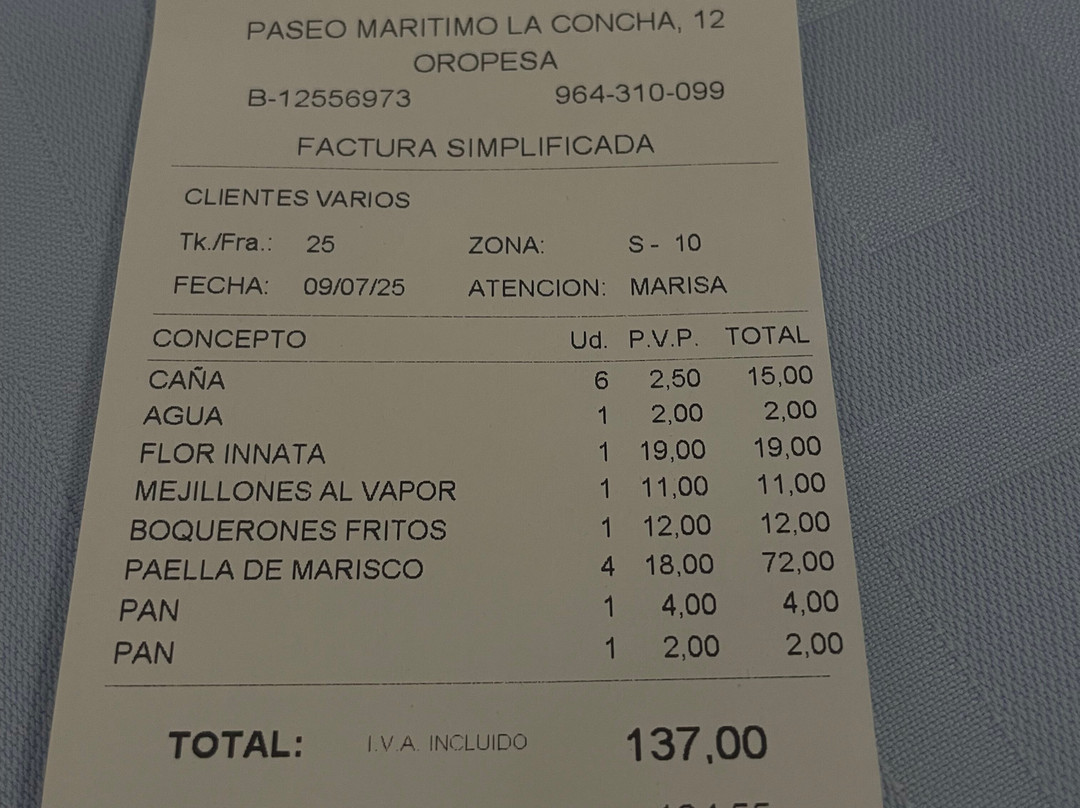 PASEO MARITIMO LA CONCHA, 12
OROPESA
B-12556973 964-310-099
FACTURA SIMPLIFICADA
CLIENTES VARIOS
Tk./Fra.: 25 ZONA: S - 10
FECHA: 09/07/25 ATENCION: MARISA
CONCEPTO Ud. P.V.P. TOTAL
CAÑA 6 2,50 15,00
AGUA 1 2,00 2,00
FLOR INNATA 1 19,00 19,00
MEJILLONES AL VAPOR 1 11,00 11,00
BOQUERONES FRITOS 1 12,00 12,00
PAELLA DE MARISCO 4 18,00 72,00
PAN 1 4,00 4,00
PAN 1 2,00 2,00
TOTAL: I.V.A. INCLUIDO 137,00